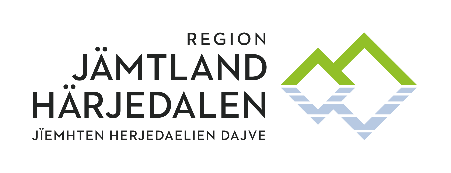 REGION
JÄMTLAND
HÄRJEDALEN
JÏEMHTEN HERJEDAELIEN DAJVE